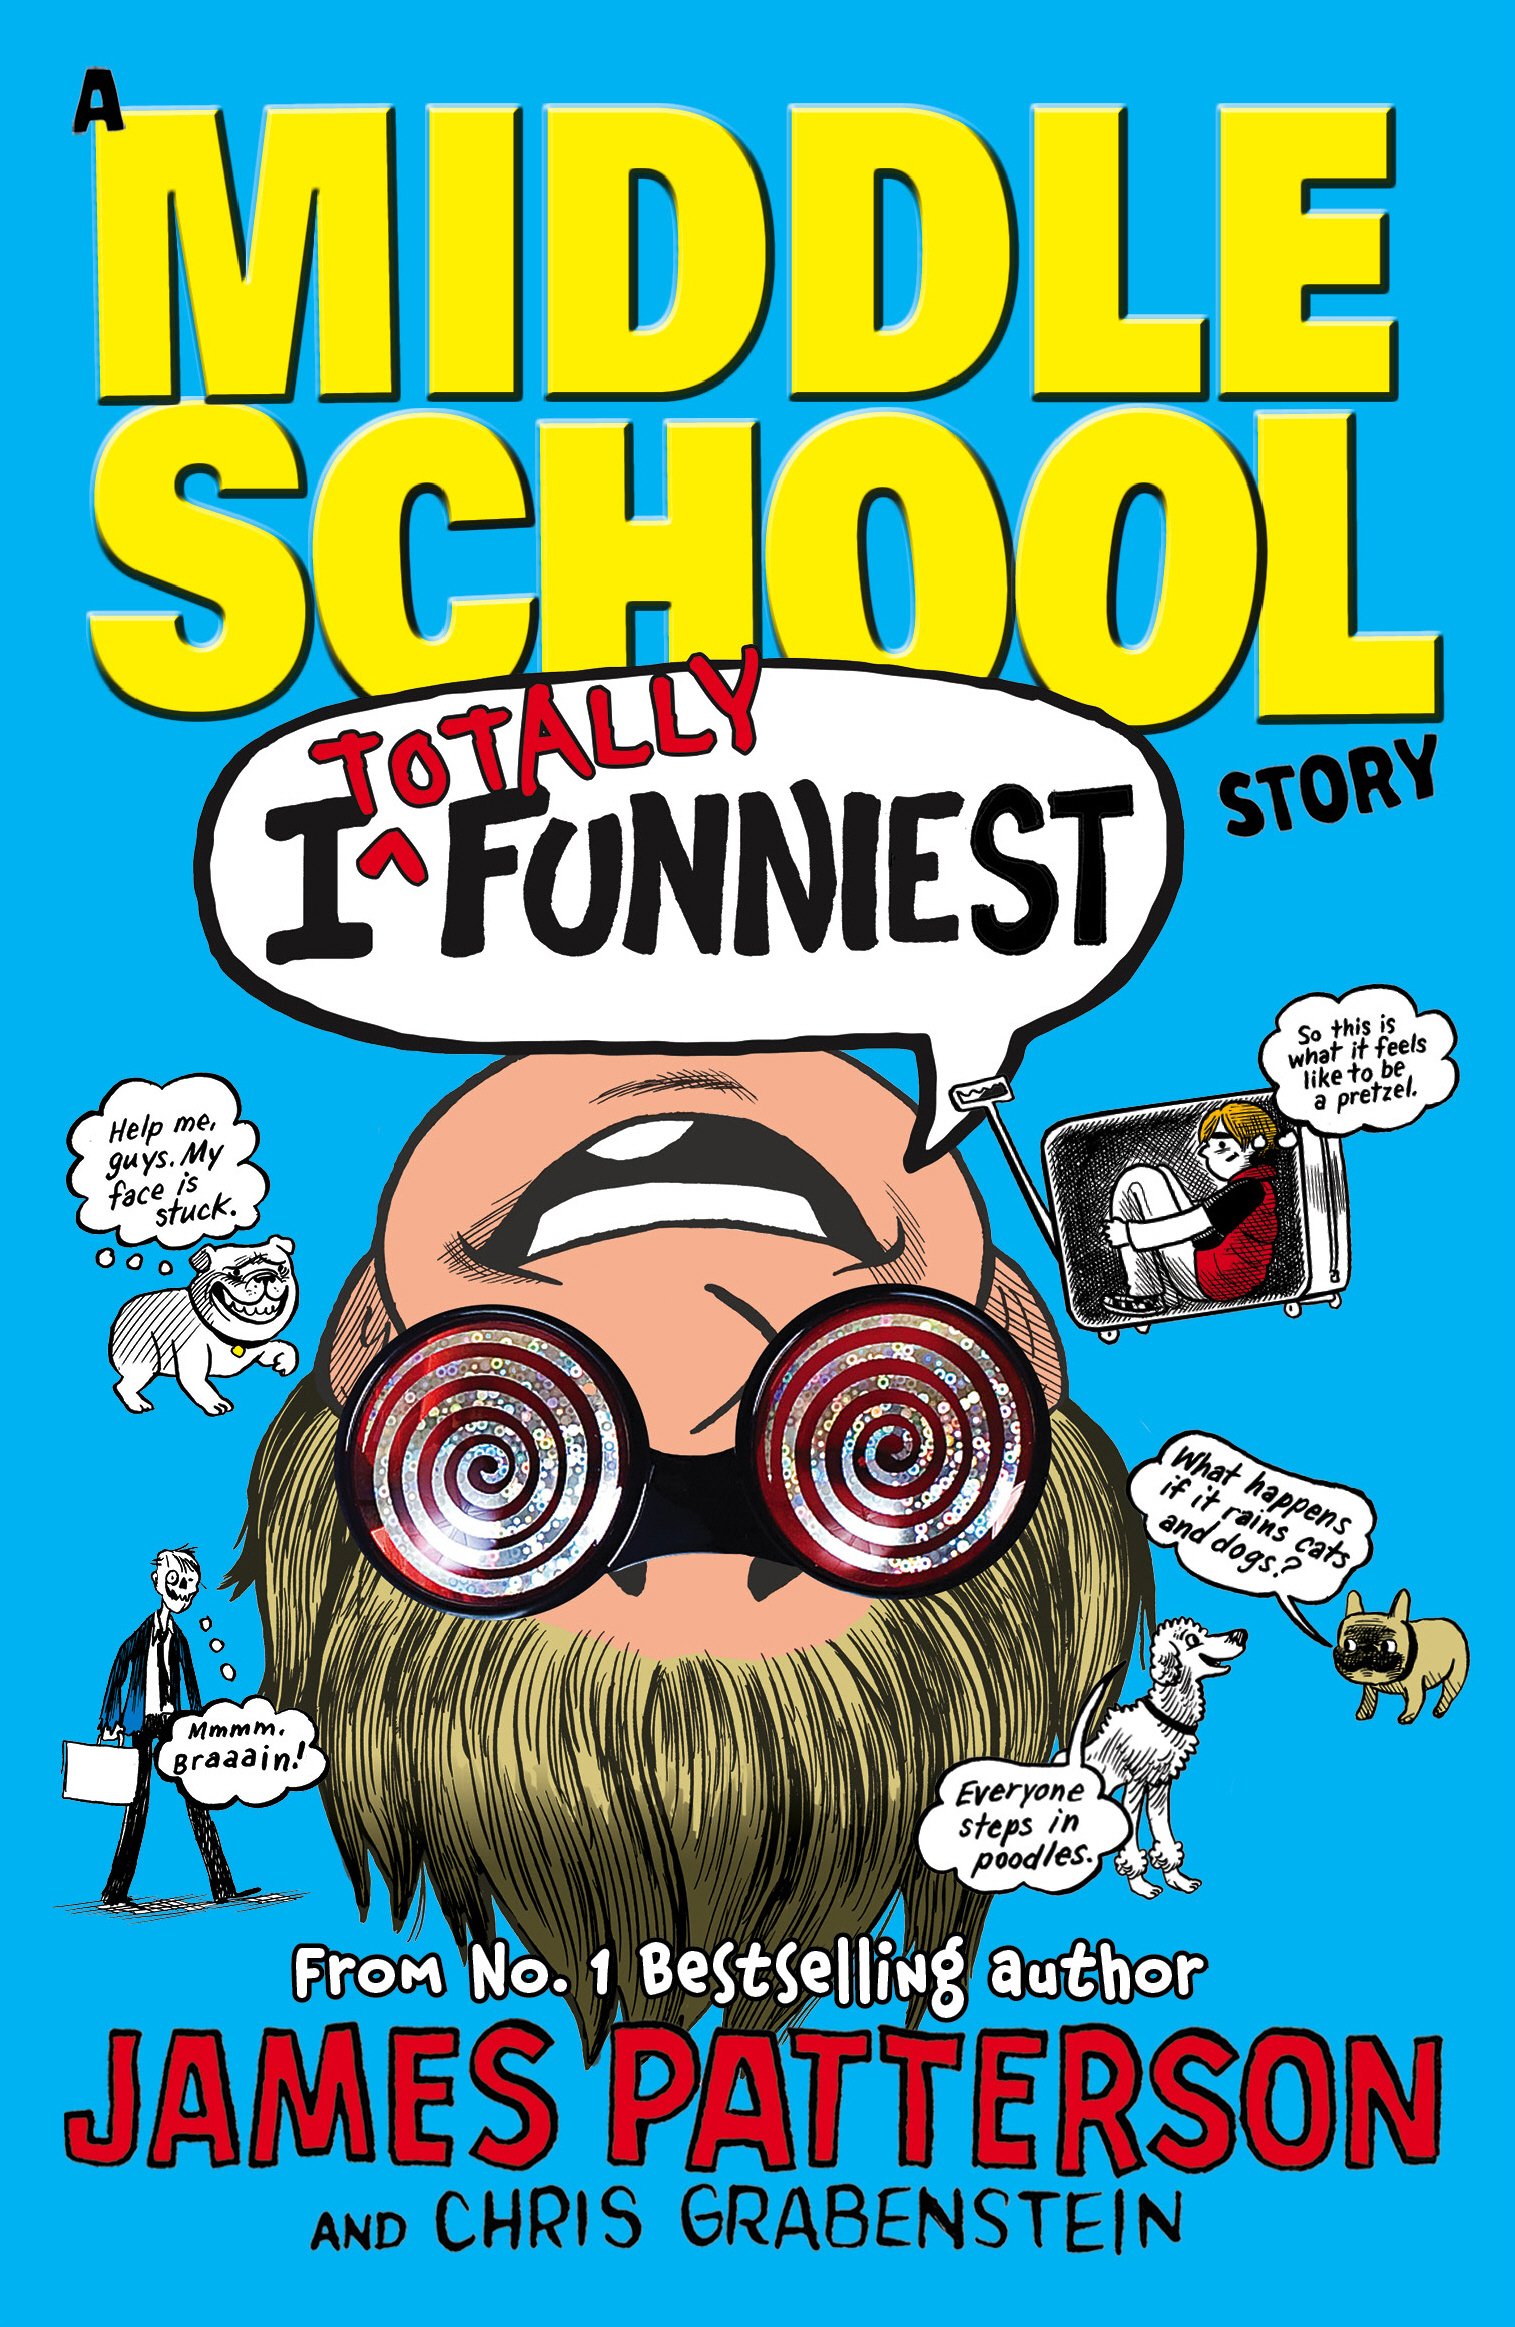 A
MIDDLE
SCHOOL
STORY
TOTALLY
I ^ FUNNIEST
So this is
what it feels
like to be
a pretzel.
Help me,
guys. My
face is
stuck.
What happens
if it rains cats
and dogs?
Mmmm.
Braaain!
Everyone
steps in
poodles.
From No. 1 Bestselling author
JAMES PATTERSON
AND CHRIS GRABENSTEIN